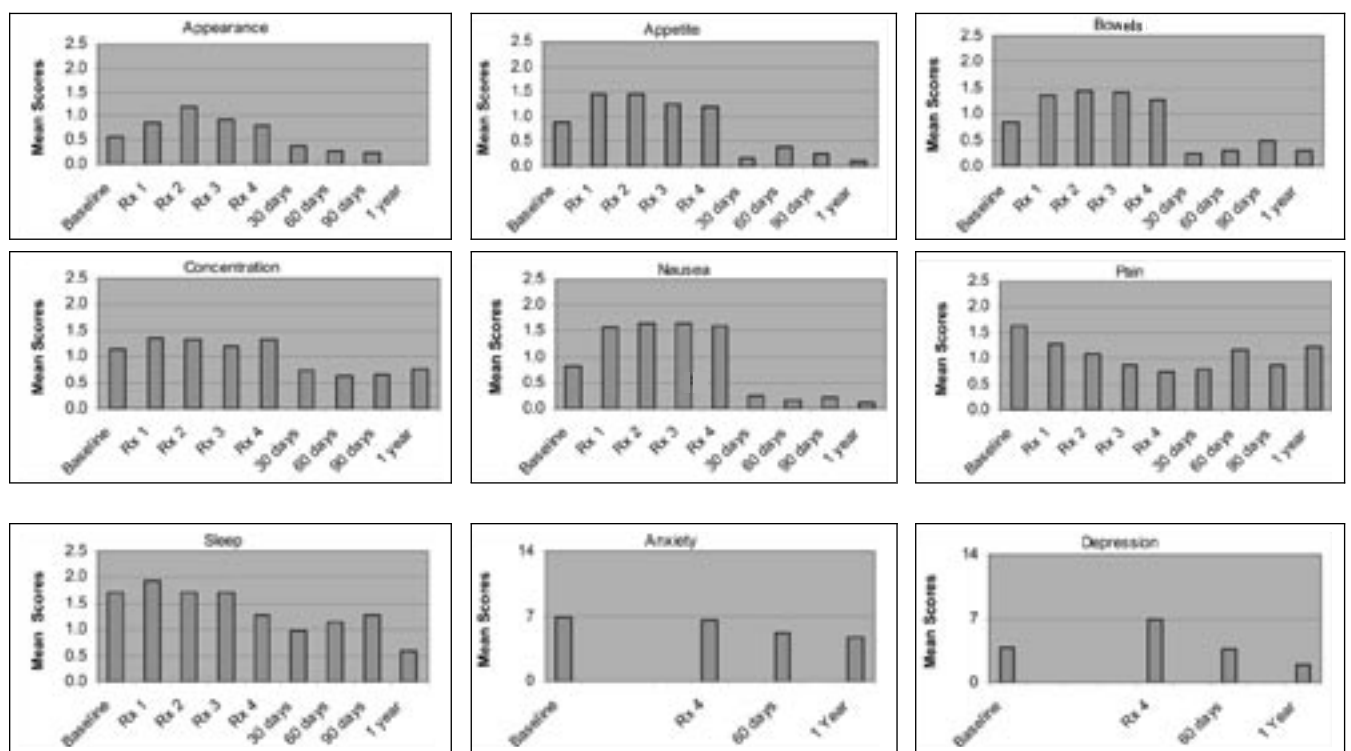 Appearance
Mean Scores
2.5
2.0
1.5
1.0
0.5
0.0
Baseline
Rx 1
Rx 2
Rx 3
Rx 4
30 days
60 days
90 days
1 year
Appetite
Mean Scores
2.5
2.0
1.5
1.0
0.5
0.0
Baseline
Rx 1
Rx 2
Rx 3
Rx 4
30 days
60 days
90 days
1 year
Bowels
Mean Scores
2.5
2.0
1.5
1.0
0.5
0.0
Baseline
Rx 1
Rx 2
Rx 3
Rx 4
30 days
60 days
90 days
1 year
Concentration
Mean Scores
2.5
2.0
1.5
1.0
0.5
0.0
Baseline
Rx 1
Rx 2
Rx 3
Rx 4
30 days
60 days
90 days
1 year
Nausea
Mean Scores
2.5
2.0
1.5
1.0
0.5
0.0
Baseline
Rx 1
Rx 2
Rx 3
Rx 4
30 days
60 days
90 days
1 year
Pain
Mean Scores
2.5
2.0
1.5
1.0
0.5
0.0
Baseline
Rx 1
Rx 2
Rx 3
Rx 4
30 days
60 days
90 days
1 year
Sleep
Mean Scores
2.5
2.0
1.5
1.0
0.5
0.0
Baseline
Rx 1
Rx 2
Rx 3
Rx 4
30 days
60 days
90 days
1 year
Anxiety
Mean Scores
14
7
0
Baseline
Rx 4
60 days
1 Year
Depression
Mean Scores
14
7
0
Baseline
Rx 4
60 days
1 Year